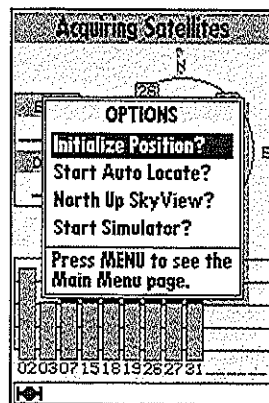 Acquiring Satellites
N
OPTIONS
Initialize Position?
Start Auto Locate?
North Up SkyView?
Start Simulator?
Press MENU to see the
Main Menu page.
02 03 07 15 18 19 26 27 31